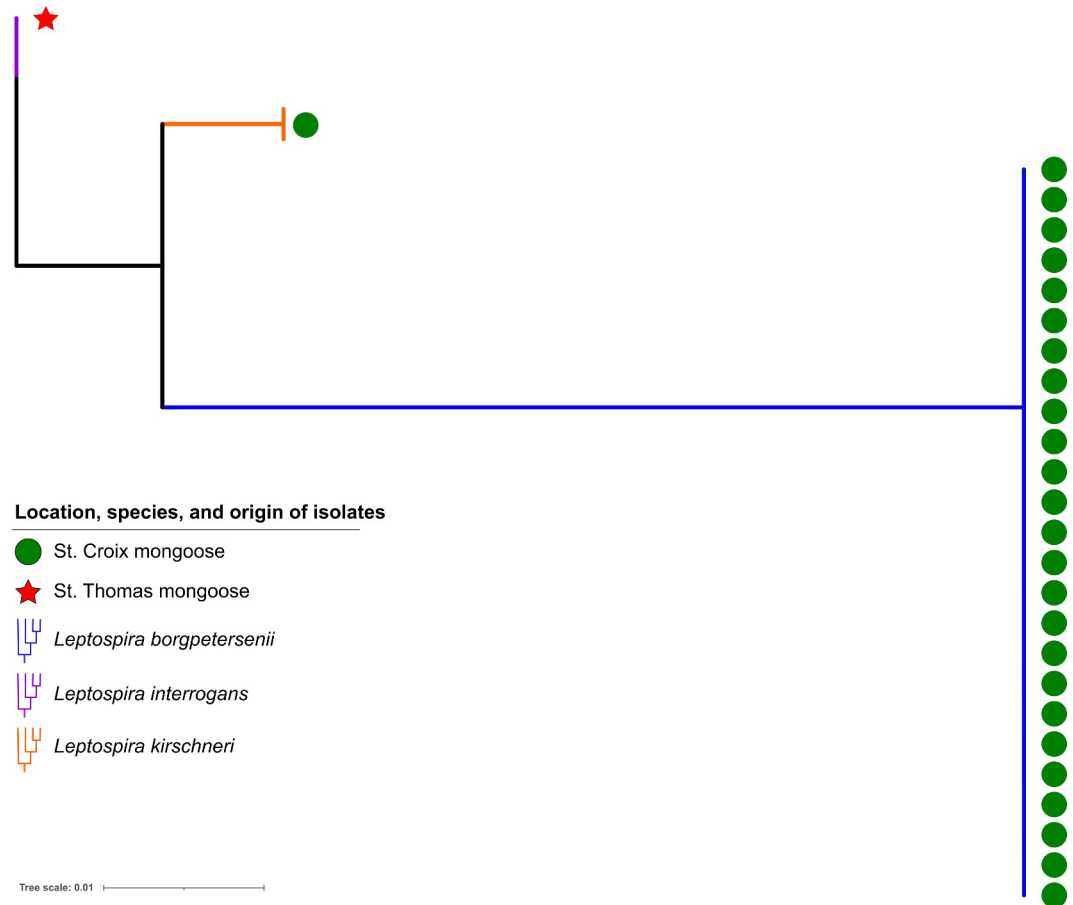 Location, species, and origin of isolates
St. Croix mongoose
St. Thomas mongoose
Leptospira borgpetersenii
Leptospira interrogans
Leptospira kirschneri
Tree scale: 0.01